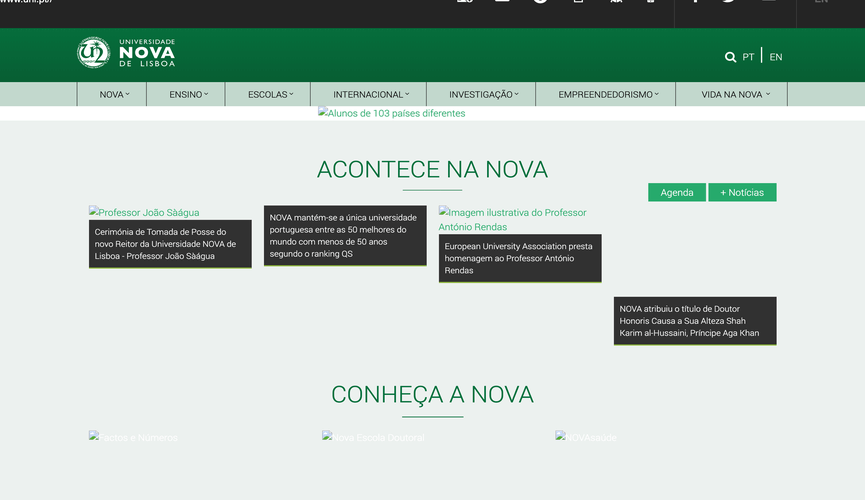 www.unl.pt/
EN
UNIVERSIDADE
NOVA
DE LISBOA
PT
EN
NOVA
ENSINO
ESCOLAS
INTERNACIONAL
INVESTIGAÇÃO
EMPREENDEDORISMO
VIDA NA NOVA
Alunos de 103 países diferentes
ACONTECE NA NOVA
Agenda
+ Notícias
Professor João Sàágua
Cerimónia de Tomada de Posse do
novo Reitor da Universidade NOVA de
Lisboa - Professor João Sàágua
NOVA mantém-se a única universidade
portuguesa entre as 50 melhores do
mundo com menos de 50 anos
segundo o ranking QS
Imagem ilustrativa do Professor
António Rendas
European University Association presta
homenagem ao Professor António
Rendas
NOVA atribuiu o título de Doutor
Honoris Causa a Sua Alteza Shah
Karim al-Hussaini, Príncipe Aga Khan
CONHEÇA A NOVA
Factos e Números
Nova Escola Doutoral
NOVAsaúde